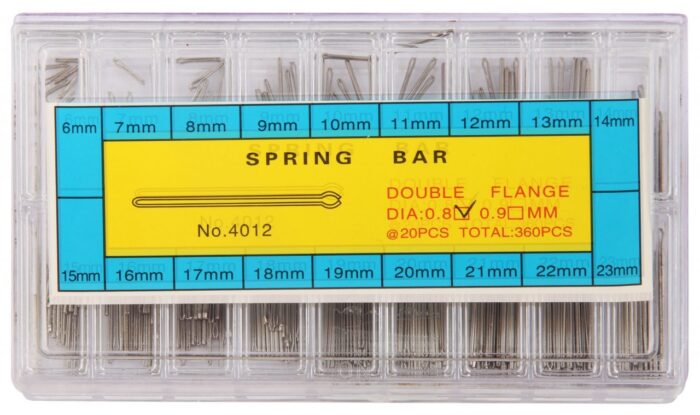 6mm 7mm 8mm 9mm 10mm 11mm 12mm 13mm 14mm
SPRING BAR
DOUBLE FLANGE
DIA:0.8☑ 0.9□MM
No.4012
@20PCS TOTAL:360PCS
15mm 16mm 17mm 18mm 19mm 20mm 21mm 22mm 23mm